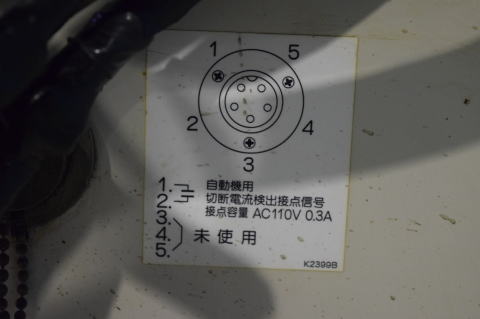 1 5
2 4
3
1. 自動機用
2. 切断電流検出接点信号
3. 接点容量 AC110V 0.3A
4. 未使用
5.
K2399B